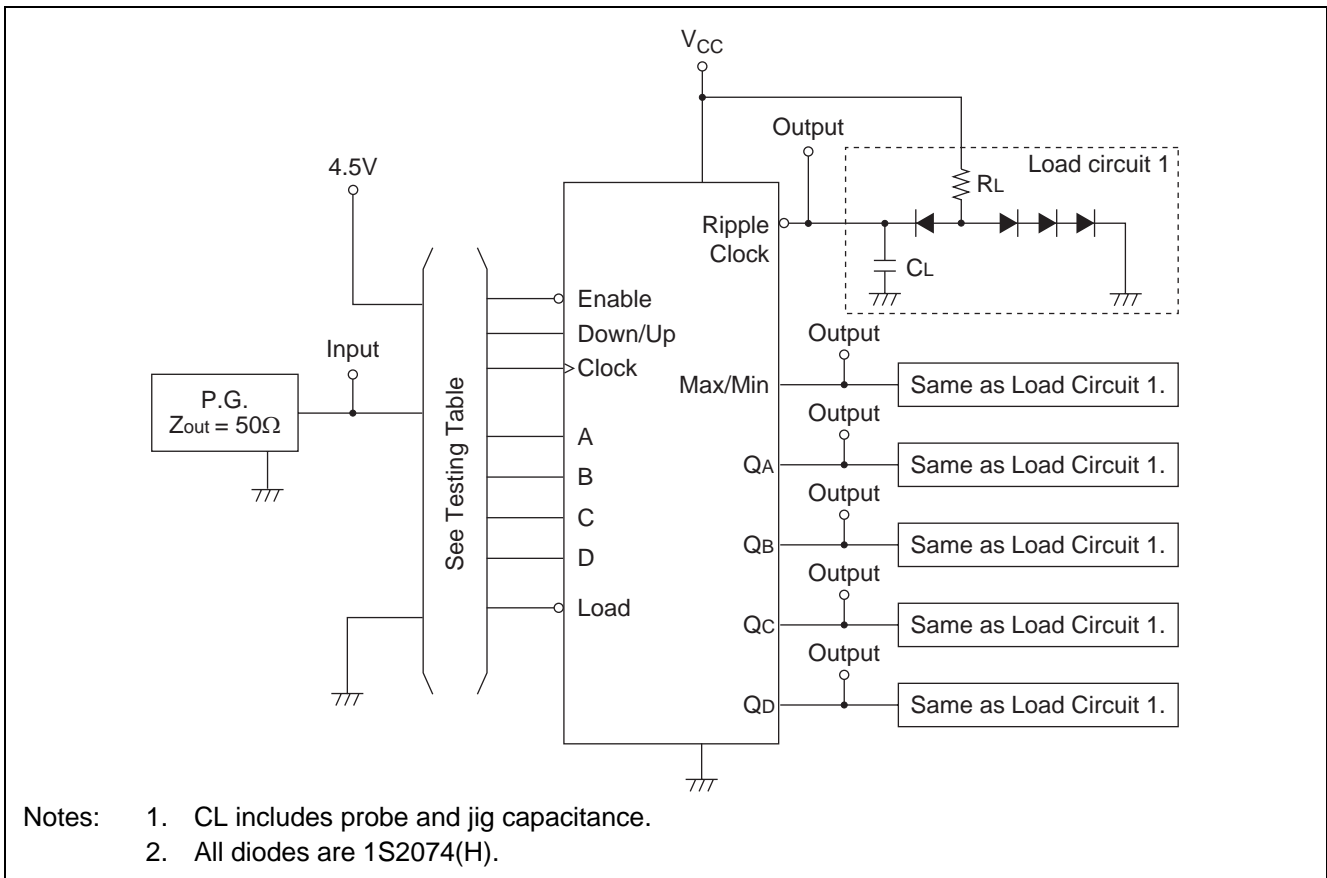 VCC
Output
4.5V
Load circuit 1
RL
Ripple
Clock
CL
Enable
Down/Up
Clock
Input
P.G.
Zout = 50Ω
See Testing Table
A
B
C
D
Load
Output
Max/Min
Same as Load Circuit 1.
Output
QA
Same as Load Circuit 1.
Output
QB
Same as Load Circuit 1.
Output
QC
Same as Load Circuit 1.
Output
QD
Same as Load Circuit 1.
Notes: 1. CL includes probe and jig capacitance.
2. All diodes are 1S2074(H).